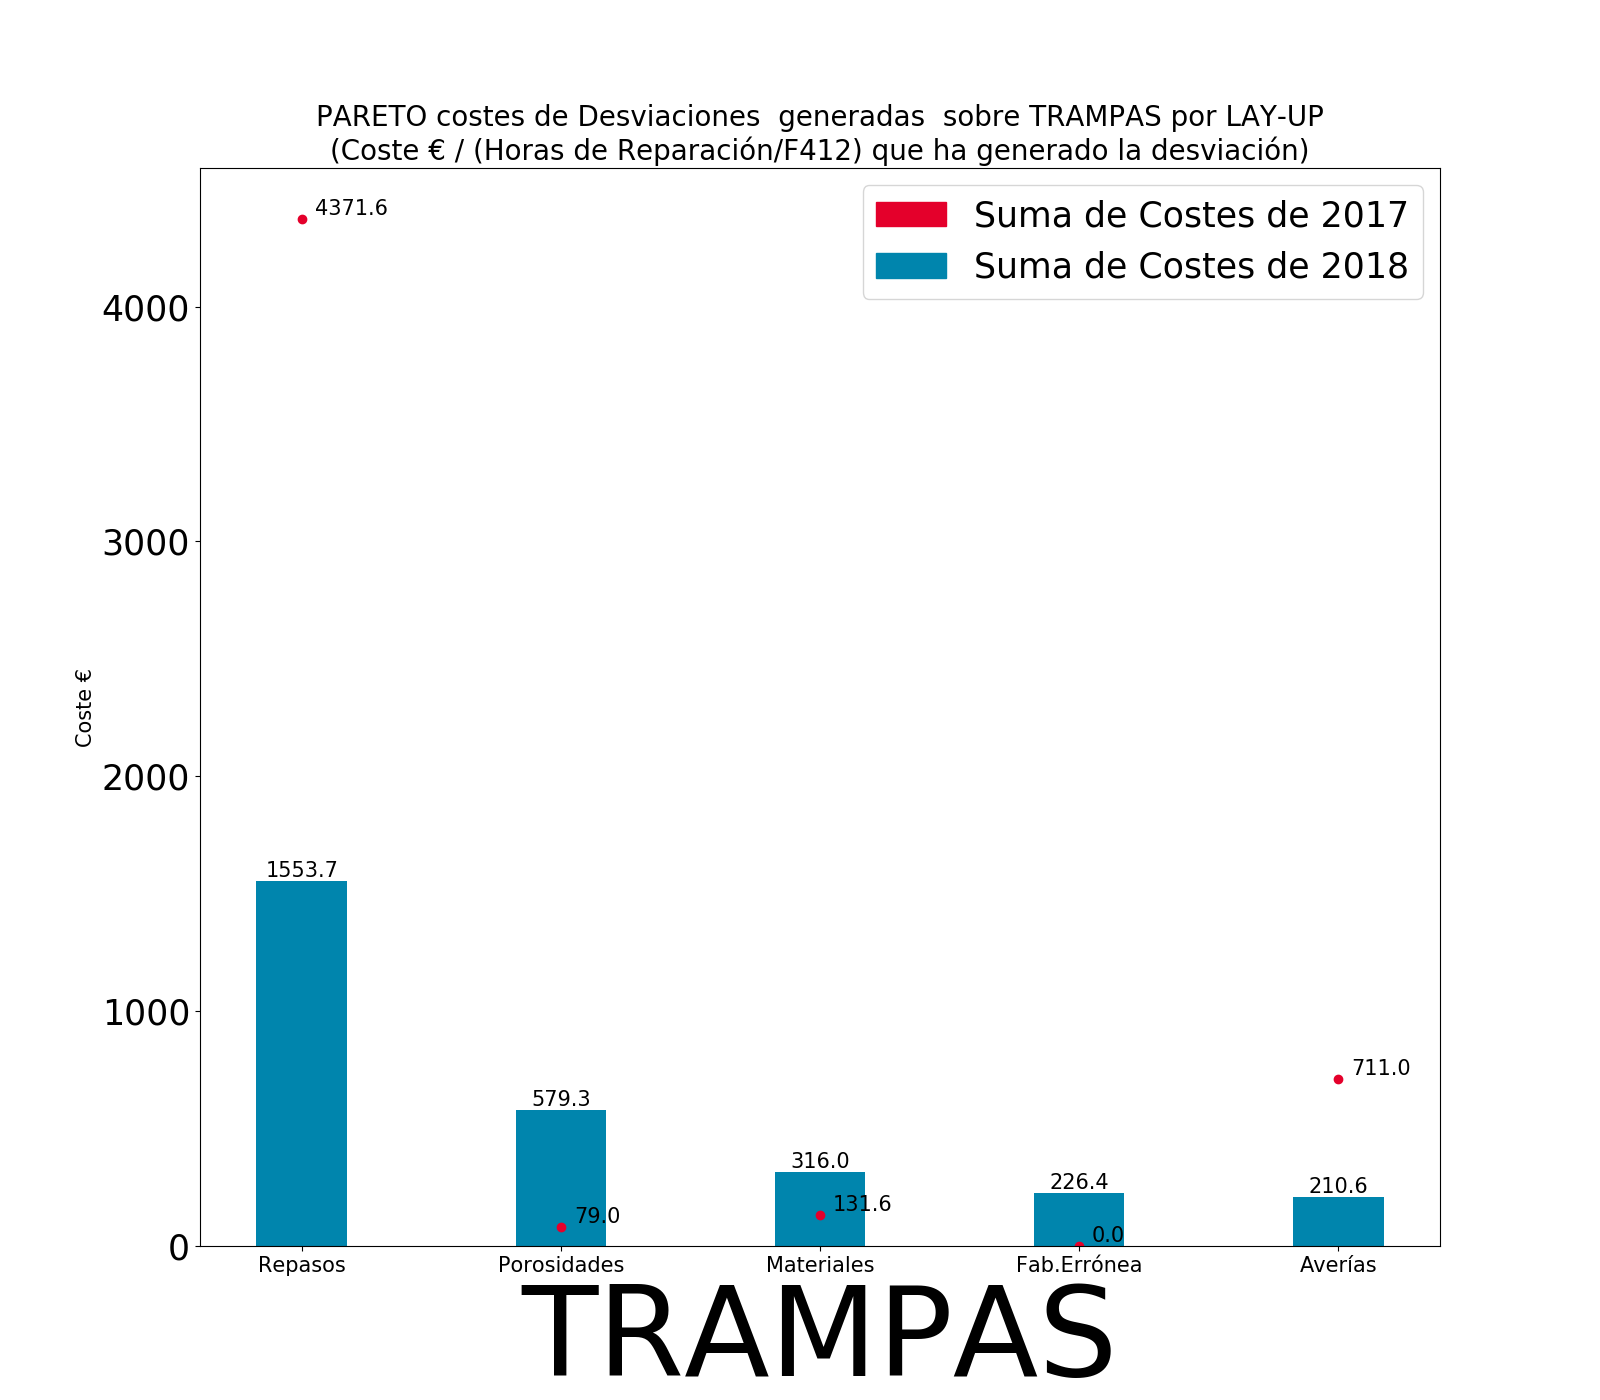 PARETO costes de Desviaciones  generadas  sobre TRAMPAS por LAY-UP
(Coste € / (Horas de Reparación/F412) que ha generado la desviación)
Suma de Costes de 2017
Suma de Costes de 2018
4371.6
4000
3000
2000
1000
0
Coste €
1553.7
579.3
79.0
316.0
131.6
226.4
0.0
711.0
210.6
Repasos
Porosidades
Materiales
Fab.Errónea
Averías
TRAMPAS